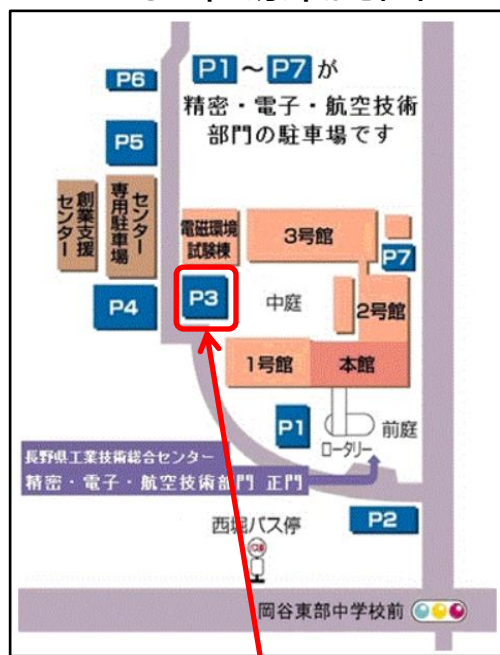 P1～P7が
精密・電子・航空技術
部門の駐車場です
P6
P5
創業支援
センター
センター
専用駐車場
電磁環境
試験棟
3号館
P7
P4
P3
中庭
2号館
1号館
本館
P1
ロータリー
前庭
長野県工業技術総合センター
精密・電子・航空技術部門 正門
西堀バス停
P2
岡谷東部中学校前